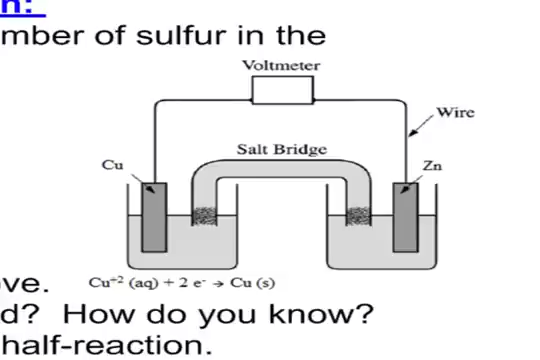 n:
mber of sulfur in the
Voltmeter
Wire
Salt Bridge
Cu
Zn
ve.
Cu⁺² (aq) + 2 e⁻ → Cu (s)
d? How do you know?
half-reaction.